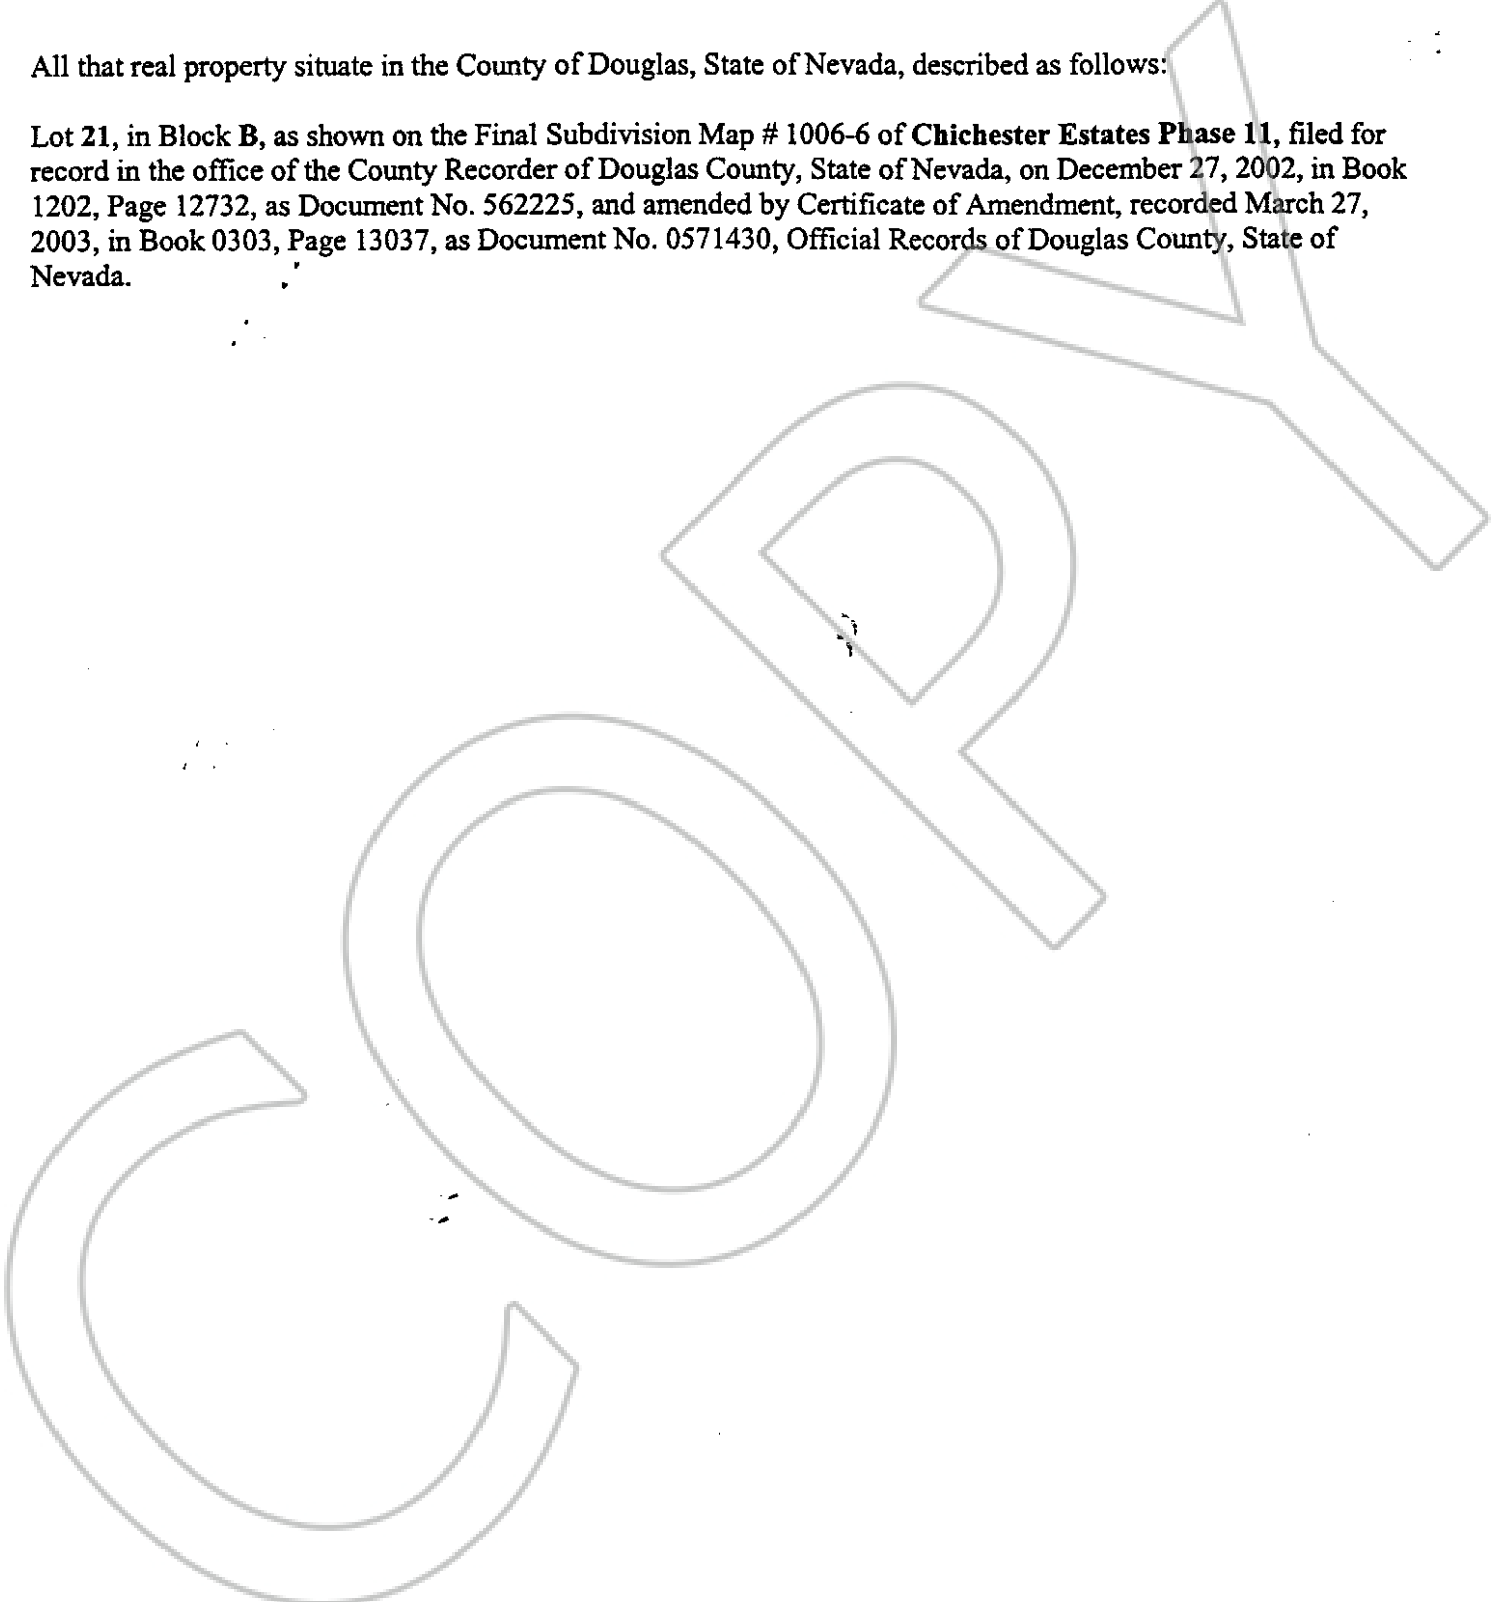 All that real property situate in the County of Douglas, State of Nevada, described as follows:
Lot 21, in Block B, as shown on the Final Subdivision Map # 1006-6 of Chichester Estates Phase 11, filed for
record in the office of the County Recorder of Douglas County, State of Nevada, on December 27, 2002, in Book
1202, Page 12732, as Document No. 562225, and amended by Certificate of Amendment, recorded March 27,
2003, in Book 0303, Page 13037, as Document No. 0571430, Official Records of Douglas County, State of
Nevada.
COPY